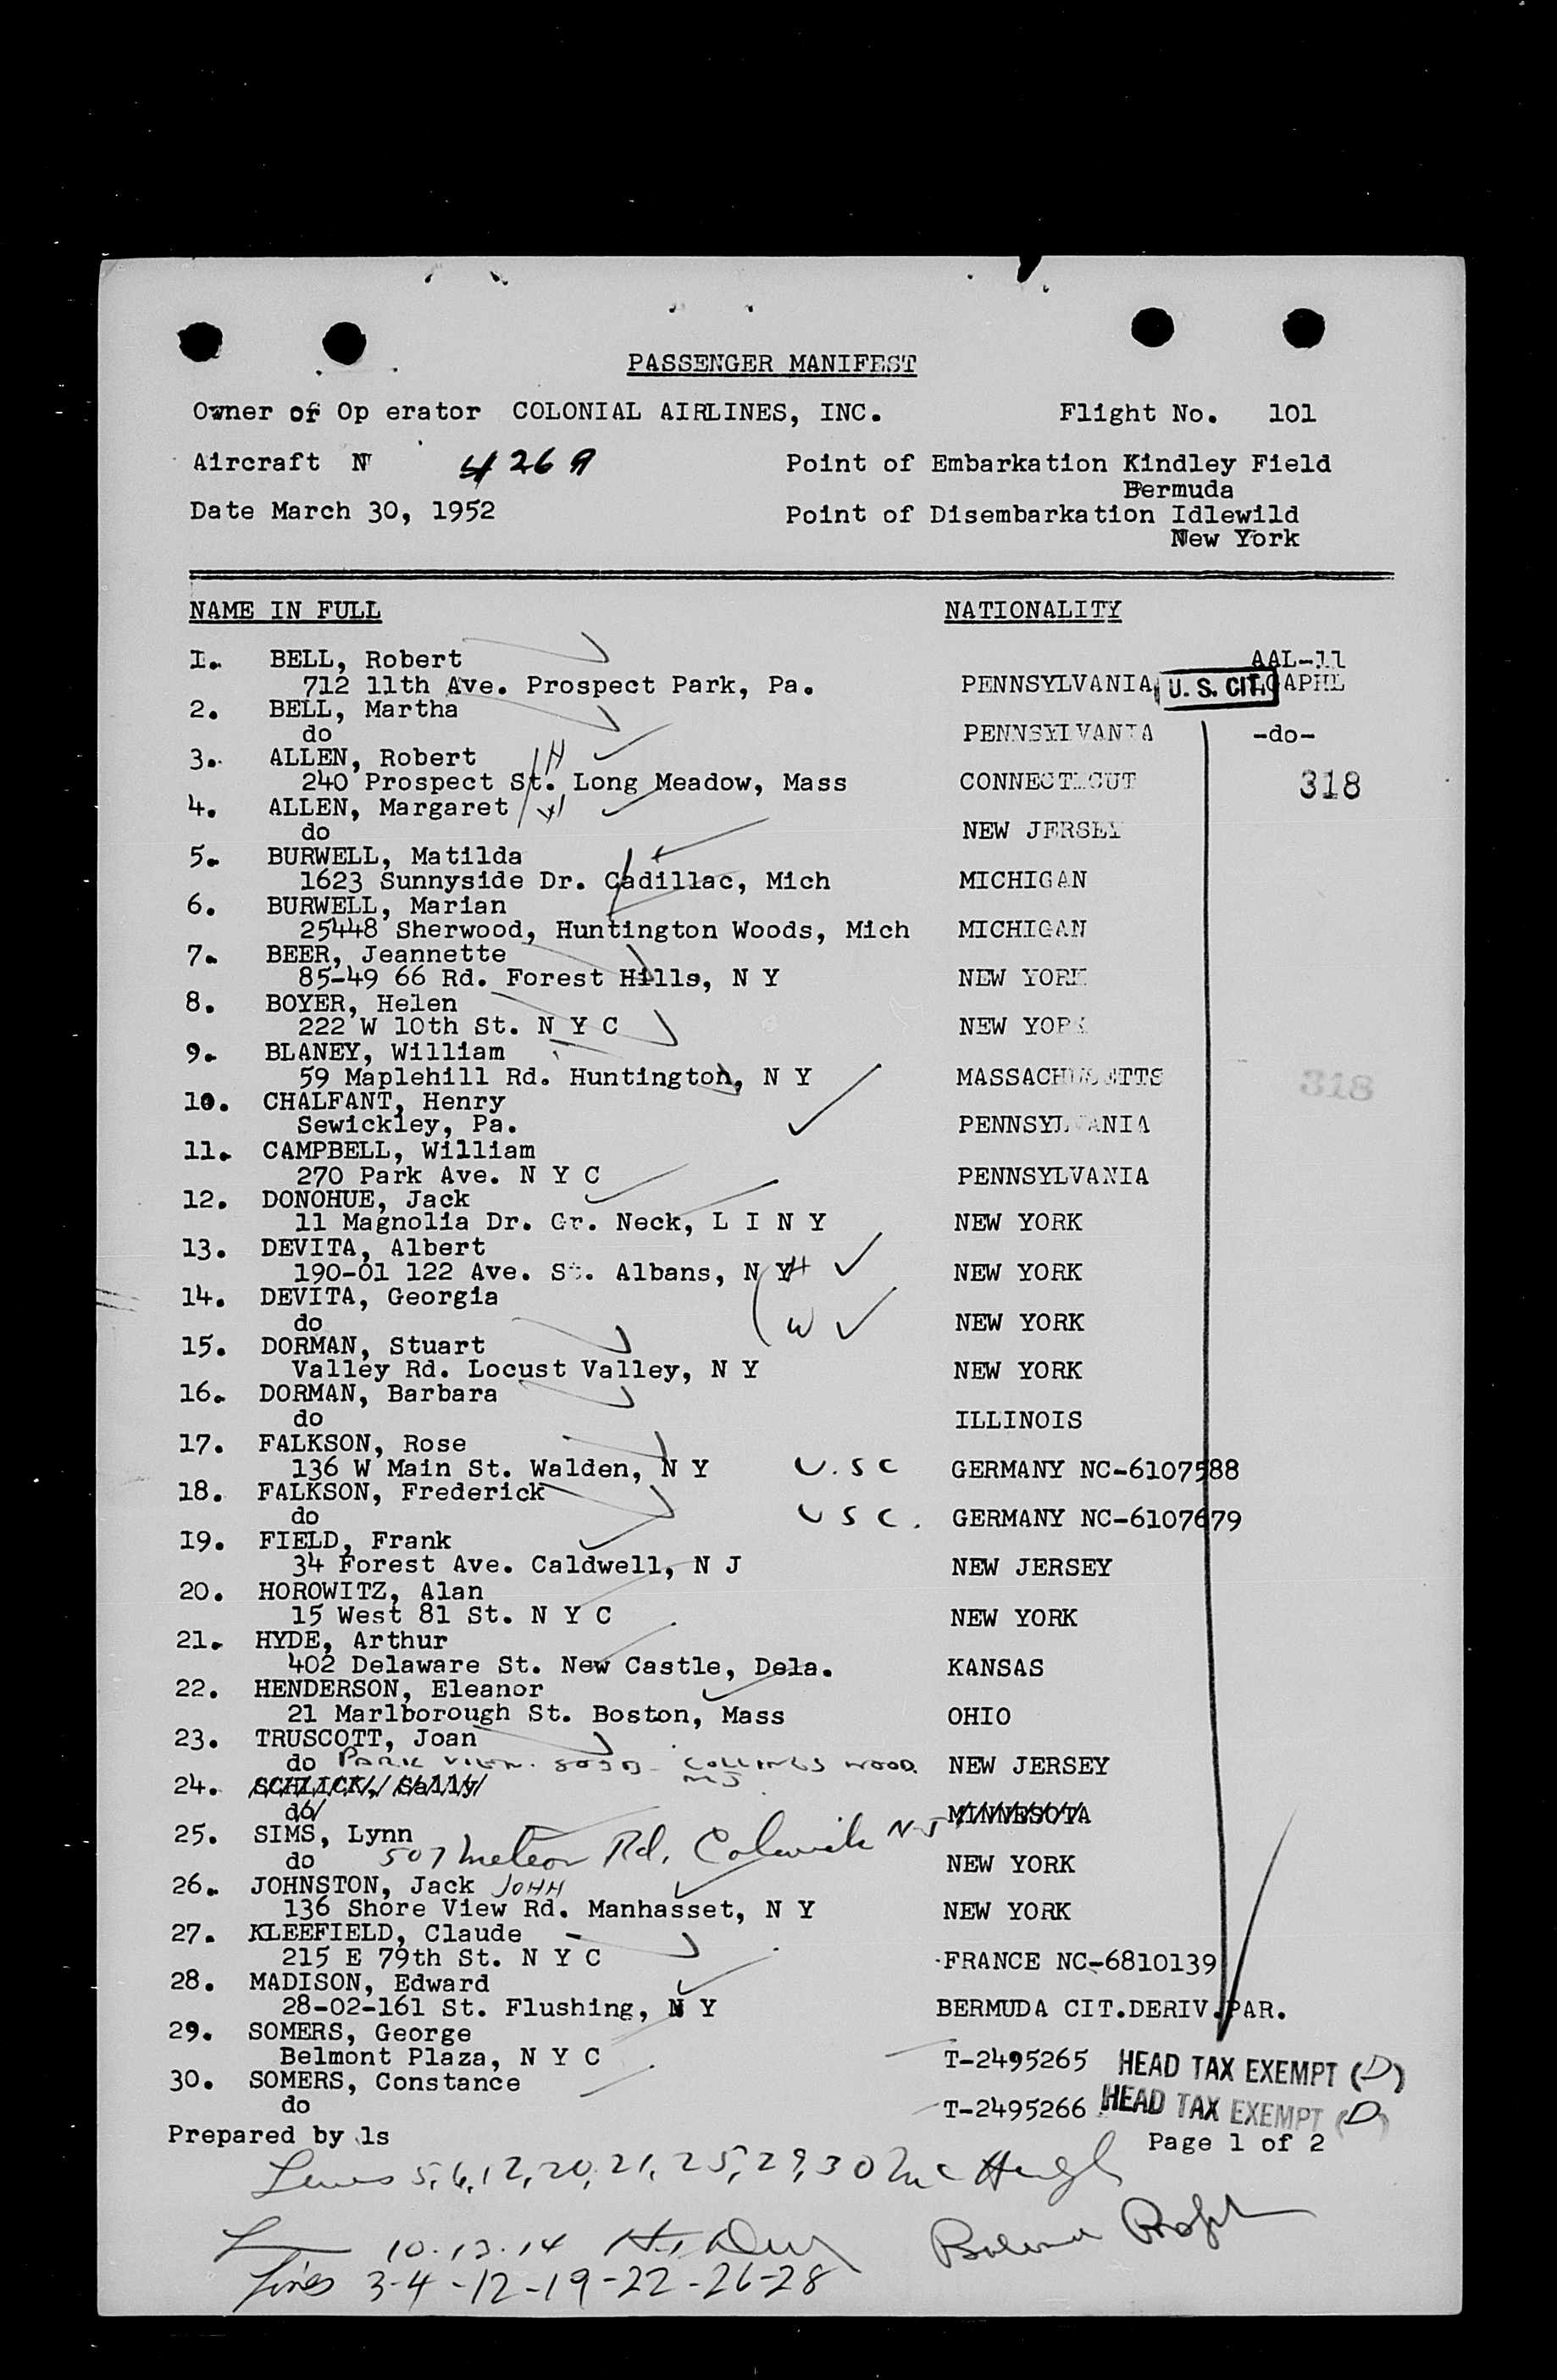 PASSENGER MANIFEST
Owner or Op erator COLONIAL AIRLINES, INC. Flight No. 101
Aircraft N 4269 Point of Embarkation Kindley Field
Bermuda
Date March 30, 1952 Point of Disembarkation Idlewild
New York
NAME IN FULL NATIONALITY
1. BELL, Robert AAL-11
712 11th Ave. Prospect Park, Pa. PENNSYLVANIA U. S. CIT. GAPHL
2. BELL, Martha
do PENNSYLVANIA -do-
3. ALLEN, Robert H
240 Prospect St. Long Meadow, Mass CONNECTICUT 318
4. ALLEN, Margaret W
do NEW JERSEY
5. BURWELL, Matilda
1623 Sunnyside Dr. Cadillac, Mich MICHIGAN
6. BURWELL, Marian
25448 Sherwood, Huntington Woods, Mich MICHIGAN
7. BEER, Jeannette
85-49 66 Rd. Forest Hills, N Y NEW YORK
8. BOYER, Helen
222 W 10th St. N Y C NEW YORK
9. BLANEY, William
59 Maplehill Rd. Huntington, N Y MASSACHUSETTS 318
10. CHALFANT, Henry
Sewickley, Pa. PENNSYLVANIA
11. CAMPBELL, William
270 Park Ave. N Y C PENNSYLVANIA
12. DONOHUE, Jack
11 Magnolia Dr. Gr. Neck, L I N Y NEW YORK
13. DEVITA, Albert
190-01 122 Ave. St. Albans, N Y H NEW YORK
14. DEVITA, Georgia
do W NEW YORK
15. DORMAN, Stuart
Valley Rd. Locust Valley, N Y NEW YORK
16. DORMAN, Barbara
do ILLINOIS
17. FALKSON, Rose
136 W Main St. Walden, N Y U.S C GERMANY NC-6107588
18. FALKSON, Frederick
do U S C. GERMANY NC-6107679
19. FIELD, Frank
34 Forest Ave. Caldwell, N J NEW JERSEY
20. HOROWITZ, Alan
15 West 81 St. N Y C NEW YORK
21. HYDE, Arthur
402 Delaware St. New Castle, Dela. KANSAS
22. HENDERSON, Eleanor
21 Marlborough St. Boston, Mass OHIO
23. TRUSCOTT, Joan
do PARK VIEW. COLLINGSWOOD. NEW JERSEY
NJ
24. SCHLICK, Sally
do MINNESOTA
25. SIMS, Lynn
do 507 Meteor Rd, N-J NEW YORK
26. JOHNSTON, Jack JOHN
136 Shore View Rd. Manhasset, N Y NEW YORK
27. KLEEFIELD, Claude
215 E 79th St. N Y C FRANCE NC-6810139
28. MADISON, Edward
28-02-161 St. Flushing, N Y BERMUDA CIT.DERIV.PAR.
29. SOMERS, George
Belmont Plaza, N Y C T-2495265 HEAD TAX EXEMPT (D)
30. SOMERS, Constance
do T-2495266 HEAD TAX EXEMPT (D)
Prepared by ls Page 1 of 2
Lines 5,6,12,20,21,25,29,30 McHugh
10.13.14
Lines 3-4-12-19-22-26-28